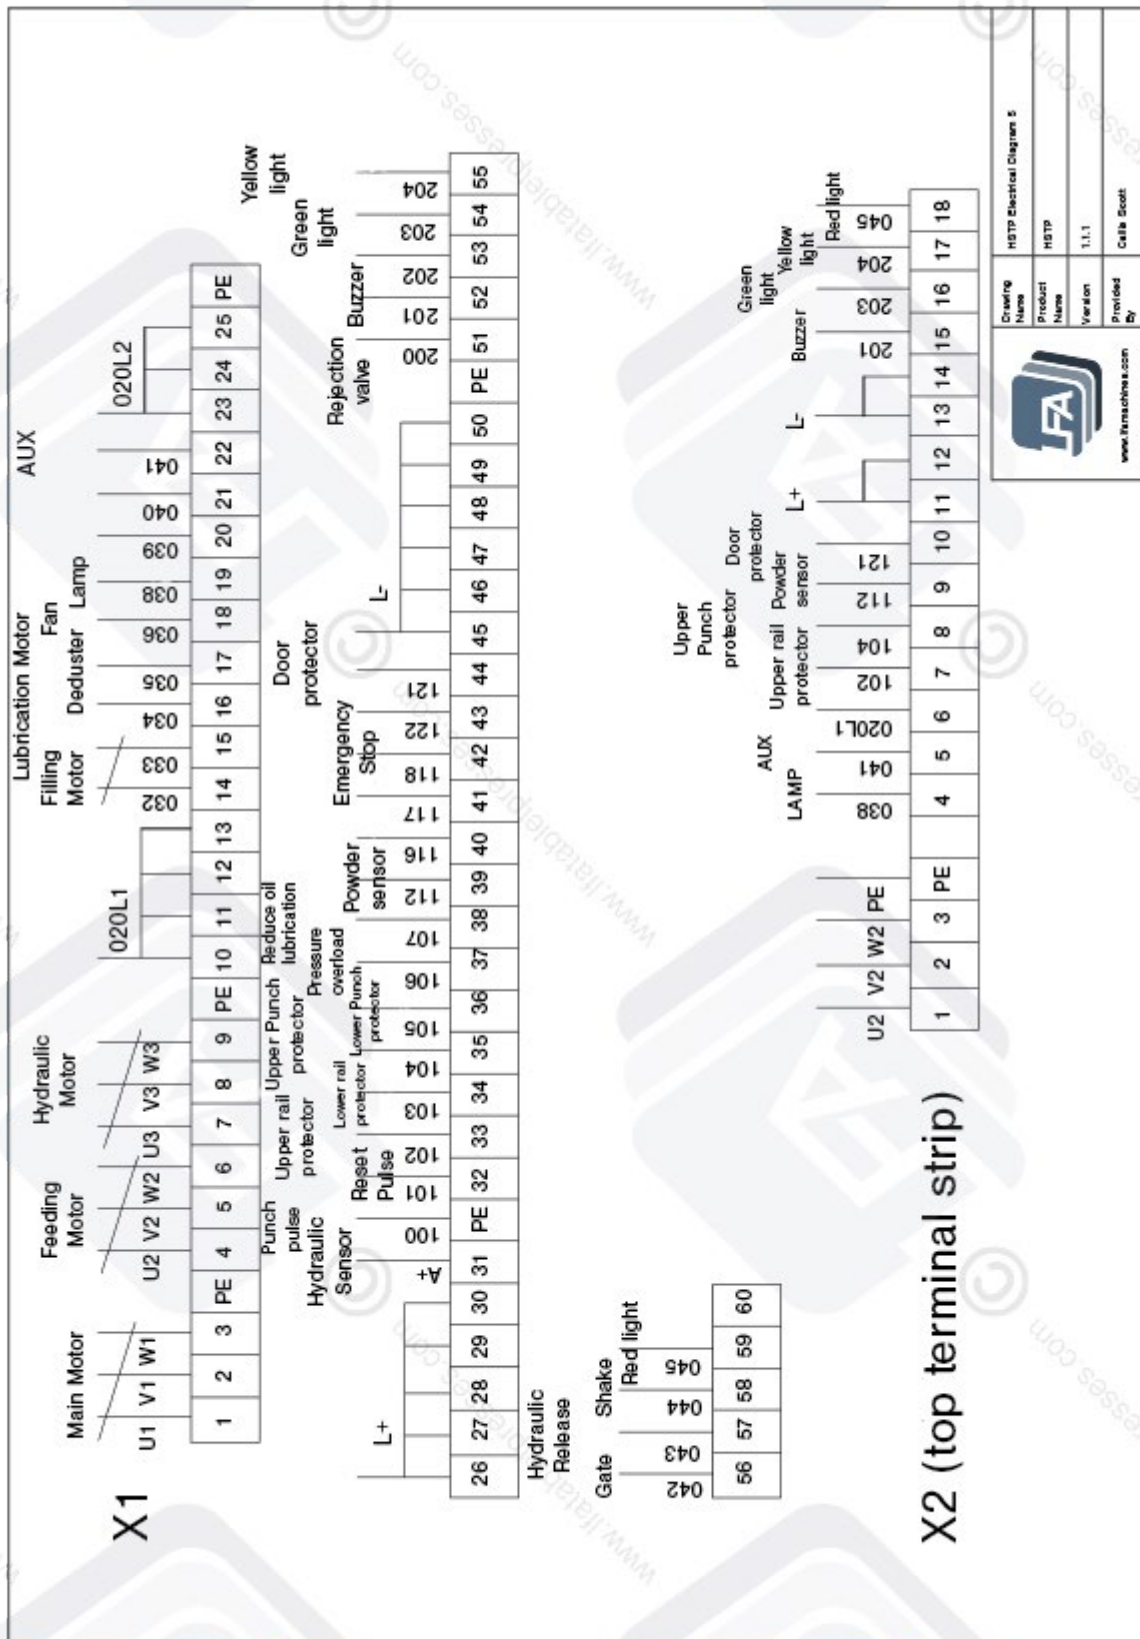 X1
Main Motor
Feeding
Motor
Hydraulic
Motor
Filling
Motor
Lubrication Motor
Deduster
Fan
Lamp
AUX
U1 V1 W1
U2 V2 W2
U3 V3 W3
020L1
032 033 034 035 036 038 039 040 041
020L2
1 2 3 PE 4 5 6 7 8 9 PE 10 11 12 13 14 15 16 17 18 19 20 21 22 23 24 25 PE
L+
Hydraulic
Sensor
Punch
pulse
Reset
Pulse
Upper rail
protector
Lower rail
protector
Upper Punch
protector
Lower Punch
protector
Pressure
overload
Reduce oil
lubrication
Powder
sensor
Emergency
Stop
Door
protector
L-
Rejection
valve
Buzzer
Green
light
Yellow
light
A+ 100 101 102 103 104 105 106 107 112 116 117 118 122 121
200 201 202 203 204
26 27 28 29 30 31 PE 32 33 34 35 36 37 38 39 40 41 42 43 44 45 46 47 48 49 50 PE 51 52 53 54 55
Hydraulic
Release
Gate
Shake
Red light
042 043 044 045
56 57 58 59 60
X2 (top terminal strip)
U2 V2 W2 PE
LAMP
AUX
Upper rail
protector
Upper
Punch
protector
Powder
sensor
Door
protector
L+
L-
Buzzer
Green
light
Yellow
light
Red light
038 041 020L1 102 104 112 121
201 203 204 045
1 2 3 PE 4 5 6 7 8 9 10 11 12 13 14 15 16 17 18
LFA
www.lfamachines.com
Drawing
Name
HSTP Electrical Diagram 5
Product
Name
HSTP
Version
1.1.1
Provided
By
Callie Scott
© www.lfatabletpresses.com